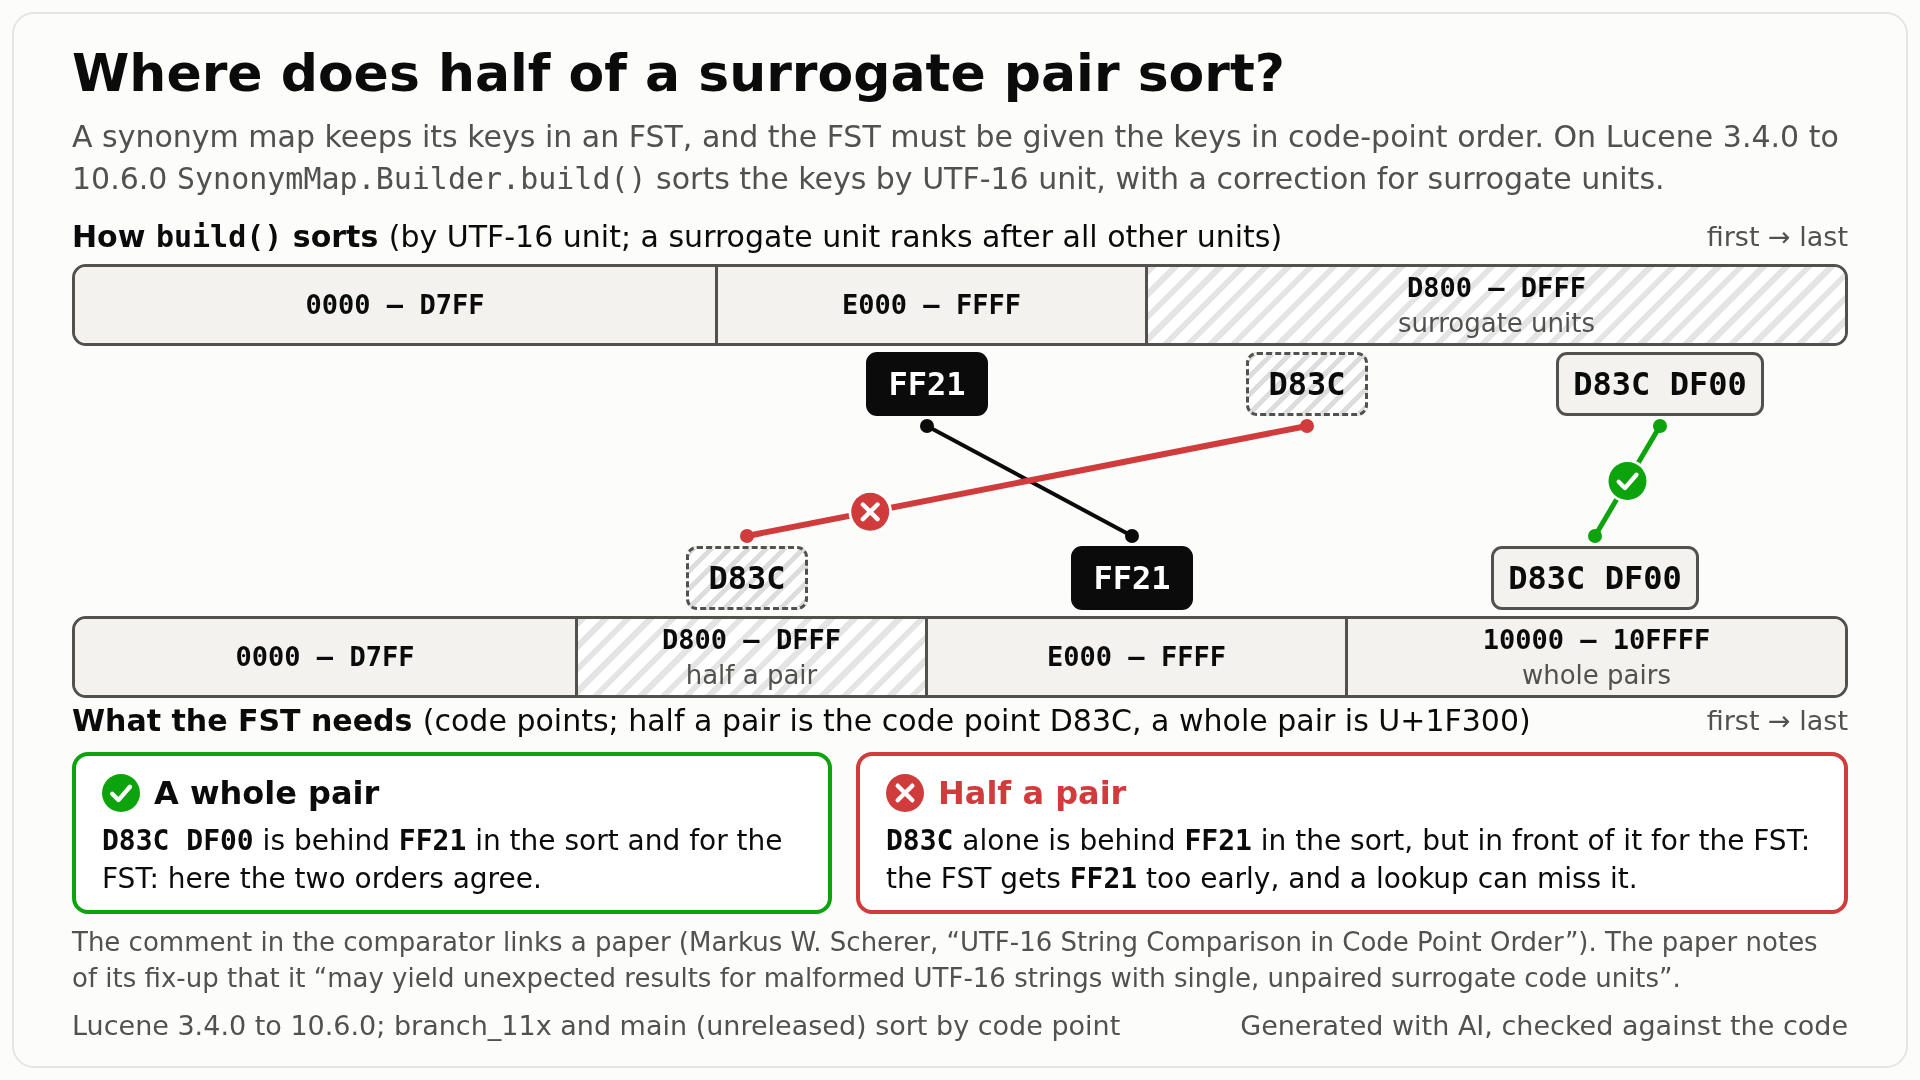 Where does half of a surrogate pair sort?
A synonym map keeps its keys in an FST, and the FST must be given the keys in code-point order. On Lucene 3.4.0 to
10.6.0 SynonymMap.Builder.build() sorts the keys by UTF-16 unit, with a correction for surrogate units.
How build() sorts (by UTF-16 unit; a surrogate unit ranks after all other units) first → last
0000 – D7FF E000 – FFFF D800 – DFFF
surrogate units
FF21 D83C D83C DF00
D83C FF21 D83C DF00
0000 – D7FF D800 – DFFF E000 – FFFF 10000 – 10FFFF
half a pair whole pairs
What the FST needs (code points; half a pair is the code point D83C, a whole pair is U+1F300) first → last
A whole pair
D83C DF00 is behind FF21 in the sort and for the
FST: here the two orders agree.
Half a pair
D83C alone is behind FF21 in the sort, but in front of it for the FST:
the FST gets FF21 too early, and a lookup can miss it.
The comment in the comparator links a paper (Markus W. Scherer, “UTF-16 String Comparison in Code Point Order”). The paper notes
of its fix-up that it “may yield unexpected results for malformed UTF-16 strings with single, unpaired surrogate code units”.
Lucene 3.4.0 to 10.6.0; branch_11x and main (unreleased) sort by code point Generated with AI, checked against the code